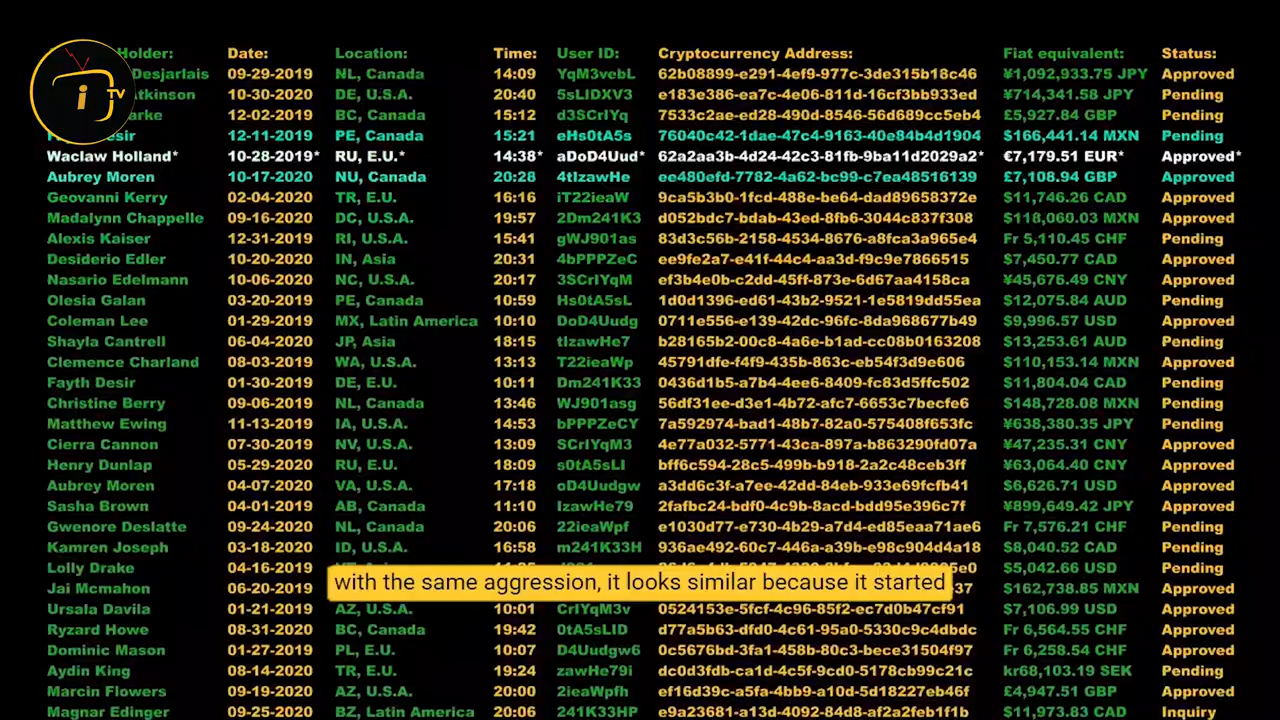 Holder: Date: Location: Time: User ID: Cryptocurrency Address: Fiat equivalent: Status:
Desjarlais 09-29-2019 NL, Canada 14:09 YqM3vebL 62b08899-e291-4ef9-977c-3de315b18c46 ¥1,092,933.75 JPY Approved
10-30-2020 DE, U.S.A. 20:40 5sLIDXV3 e183e386-ea7c-4e06-811d-16cf3bb933ed ¥714,341.58 JPY Pending
12-02-2019 BC, Canada 15:12 d3SCrIYq 7533c2ae-ed28-490d-8546-56d689cc5eb4 £5,927.84 GBP Approved
12-11-2019 PE, Canada 15:21 eHs0tA5s 76040c42-1dae-47c4-9163-40e84b4d1904 $166,441.14 MXN Pending
Waclaw Holland* 10-28-2019* RU, E.U.* 14:38* aDoD4Uud* 62a2aa3b-4d24-42c3-81fb-9ba11d2029a2* €7,179.51 EUR* Approved*
Aubrey Moren 10-17-2020 NU, Canada 20:28 4tIzawHe ee480efd-7782-4a62-bc99-c7ea48516139 £7,108.94 GBP Approved
Geovanni Kerry 02-04-2020 TR, E.U. 16:16 iT22ieaW 9ca5b3b0-1fcd-488e-be64-dad89658372e $11,746.26 CAD Approved
Madalynn Chappelle 09-16-2020 DC, U.S.A. 19:57 2Dm241K3 d052bdc7-bdab-43ed-8fb6-3044c837f308 $118,060.03 MXN Pending
Alexis Kaiser 12-31-2019 RI, U.S.A. 15:41 gWJ901as 83d3c56b-2158-4534-8676-a8fca3a965e4 Fr 5,110.45 CHF Pending
Desiderio Edler 10-20-2020 IN, Asia 20:31 4bPPPZeC ee9fe2a7-e41f-44c4-aa3d-f9c9e7866515 $7,450.77 CAD Approved
Nasario Edelmann 10-06-2020 NC, U.S.A. 20:17 3SCrIYqM ef3b4e0b-c2dd-45ff-873e-6d67aa4158ca ¥45,676.49 CNY Approved
Olesia Galan 03-20-2019 PE, Canada 10:59 Hs0tA5sL 1d0d1396-ed61-43b2-9521-1e5819dd55ea $12,075.84 AUD Pending
Coleman Lee 01-29-2019 MX, Latin America 10:10 DoD4Uudg 0711e556-e139-42dc-96fc-8da968677b49 $9,996.57 USD Approved
Shayla Cantrell 06-04-2020 JP, Asia 18:15 tIzawHe7 b28165b2-00c8-4a6e-b1ad-cc08b0163208 $13,253.61 AUD Pending
Clemence Charland 08-03-2019 WA, U.S.A. 13:13 T22ieaWp 45791dfe-f4f9-435b-863c-eb54f3d9e606 $110,153.14 MXN Approved
Fayth Desir 01-30-2019 DE, E.U. 10:11 Dm241K33 0436d1b5-a7b4-4ee6-8409-fc83d5ffc502 $11,804.04 CAD Pending
Christine Berry 09-06-2019 NL, Canada 13:46 WJ901asg 56df31ee-d3e1-4b72-afc7-6653c7becfe6 $148,728.08 MXN Pending
Matthew Ewing 11-13-2019 IA, U.S.A. 14:53 bPPPZeCY 7a592974-bad1-48b7-82a0-575408f653fc ¥638,380.35 JPY Pending
Cierra Cannon 07-30-2019 NV, U.S.A. 13:09 SCrIYqM3 4e77a032-5771-43ca-897a-b863290fd07a ¥47,235.31 CNY Approved
Henry Dunlap 05-29-2020 RU, E.U. 18:09 s0tA5sLI bff6c594-28c5-499b-b918-2a2c48ceb3ff ¥63,064.40 CNY Approved
Aubrey Moren 04-07-2020 VA, U.S.A. 17:18 oD4Uudgw a3dd6c3f-a7ee-42dd-84eb-933e69fcfb41 $6,626.71 USD Approved
Sasha Brown 04-01-2019 AB, Canada 11:10 IzawHe79 2fafbc24-bdf0-4c9b-8acd-bdd95e396c7f ¥899,649.42 JPY Approved
Gwenore Deslatte 09-24-2020 NL, Canada 20:06 22ieaWpf e1030d77-e730-4b29-a7d4-ed85eaa71ae6 Fr 7,576.21 CHF Pending
Kamren Joseph 03-18-2020 ID, U.S.A. 16:58 m241K33H 936ae492-60c7-446a-a39b-e98c904d4a18 $8,040.52 CAD Pending
Lolly Drake 04-16-2019 $5,042.66 USD Pending
Jai Mcmahon 06-20-2019 $162,738.85 MXN Pending
with the same aggression, it looks similar because it started
Ursala Davila 01-21-2019 AZ, U.S.A. 10:01 CrIYqM3v 0524153e-5fcf-4c96-85f2-ec7d0b47cf $7,106.99 USD Approved
Ryzard Howe 08-31-2020 BC, Canada 19:42 0tA5sLID d77a5b63-dfd0-4c61-95a0-5330c9c4dbdc Fr 6,564.55 CHF Approved
Dominic Mason 01-27-2019 PL, E.U. 10:07 D4Uudgw6 0c5676bd-3fa1-458b-80c3-bece31504f97 Fr 6,258.54 CHF Approved
Aydin King 08-14-2020 TR, E.U. 19:24 zawHe79i dc0d3fdb-ca1d-4c5f-9cd0-5178cb99c21c kr68,103.19 SEK Pending
Marcin Flowers 09-19-2020 AZ, U.S.A. 20:00 2ieaWpfh ef16d39c-a5fa-4bb9-a10d-5d18227eb46f £4,947.51 GBP Approved
Magnar Edinger 09-25-2020 BZ, Latin America 20:06 241K33HP e9a23681-a13d-4092-84d8-af2a2feb1f1b $11,973.83 CAD Inquiry
i TV